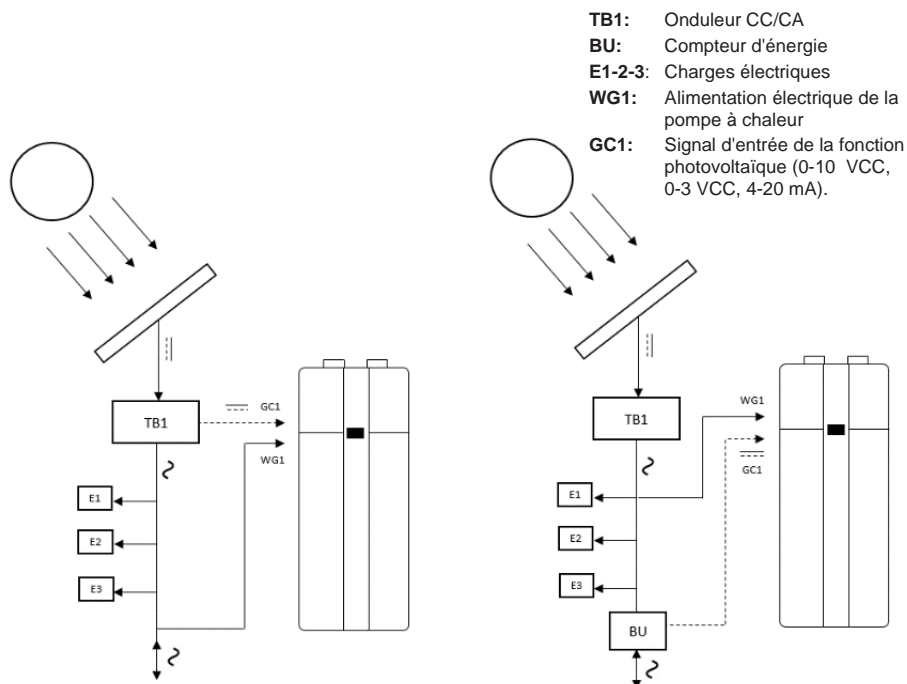 TB1: Onduleur CC/CA
BU: Compteur d'énergie
E1-2-3: Charges électriques
WG1: Alimentation électrique de la
pompe à chaleur
GC1: Signal d'entrée de la fonction
photovoltaïque (0-10 VCC,
0-3 VCC, 4-20 mA).
TB1
GC1
WG1
E1
E2
E3
TB1
WG1
GC1
E1
E2
E3
BU